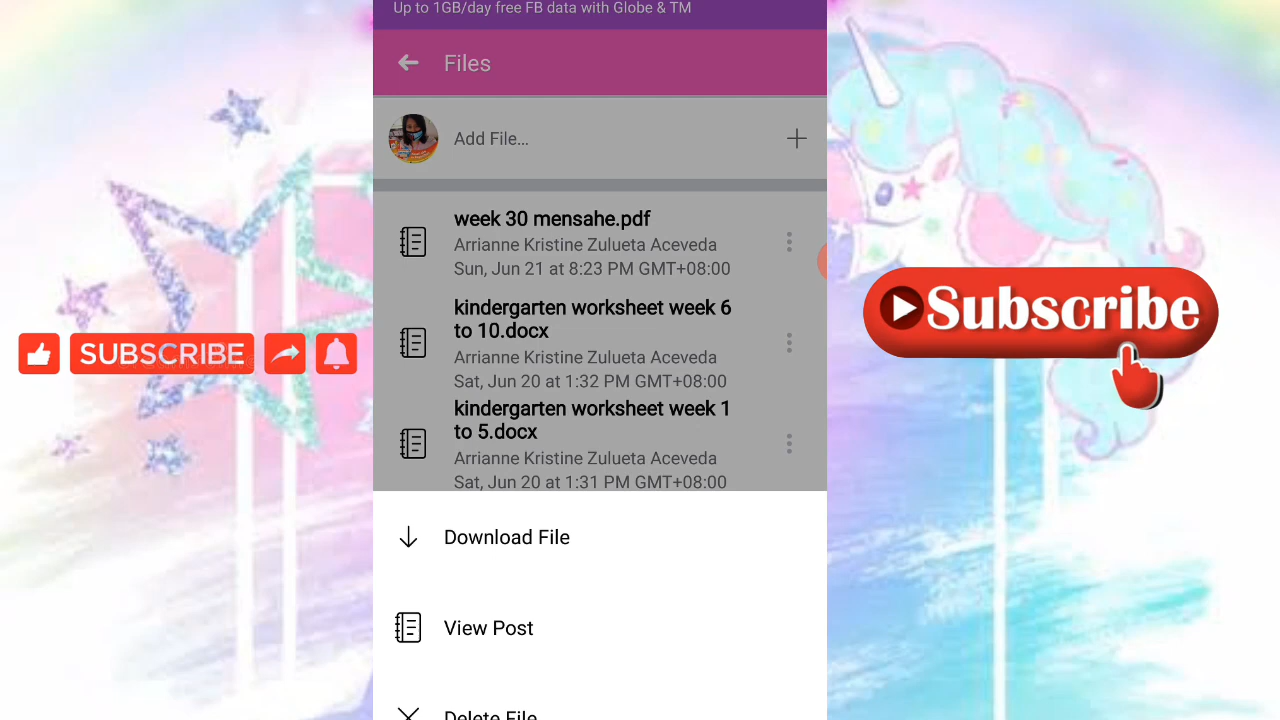 Up to 1GB/day free FB data with Globe & TM
Files
Add File...
week 30 mensahe.pdf
Arrianne Kristine Zulueta Aceveda
Sun, Jun 21 at 8:23 PM GMT+08:00
kindergarten worksheet week 6
to 10.docx
Arrianne Kristine Zulueta Aceveda
Sat, Jun 20 at 1:32 PM GMT+08:00
kindergarten worksheet week 1
to 5.docx
Arrianne Kristine Zulueta Aceveda
Sat, Jun 20 at 1:31 PM GMT+08:00
Download File
View Post
Delete File
SUBSCRIBE
Subscribe